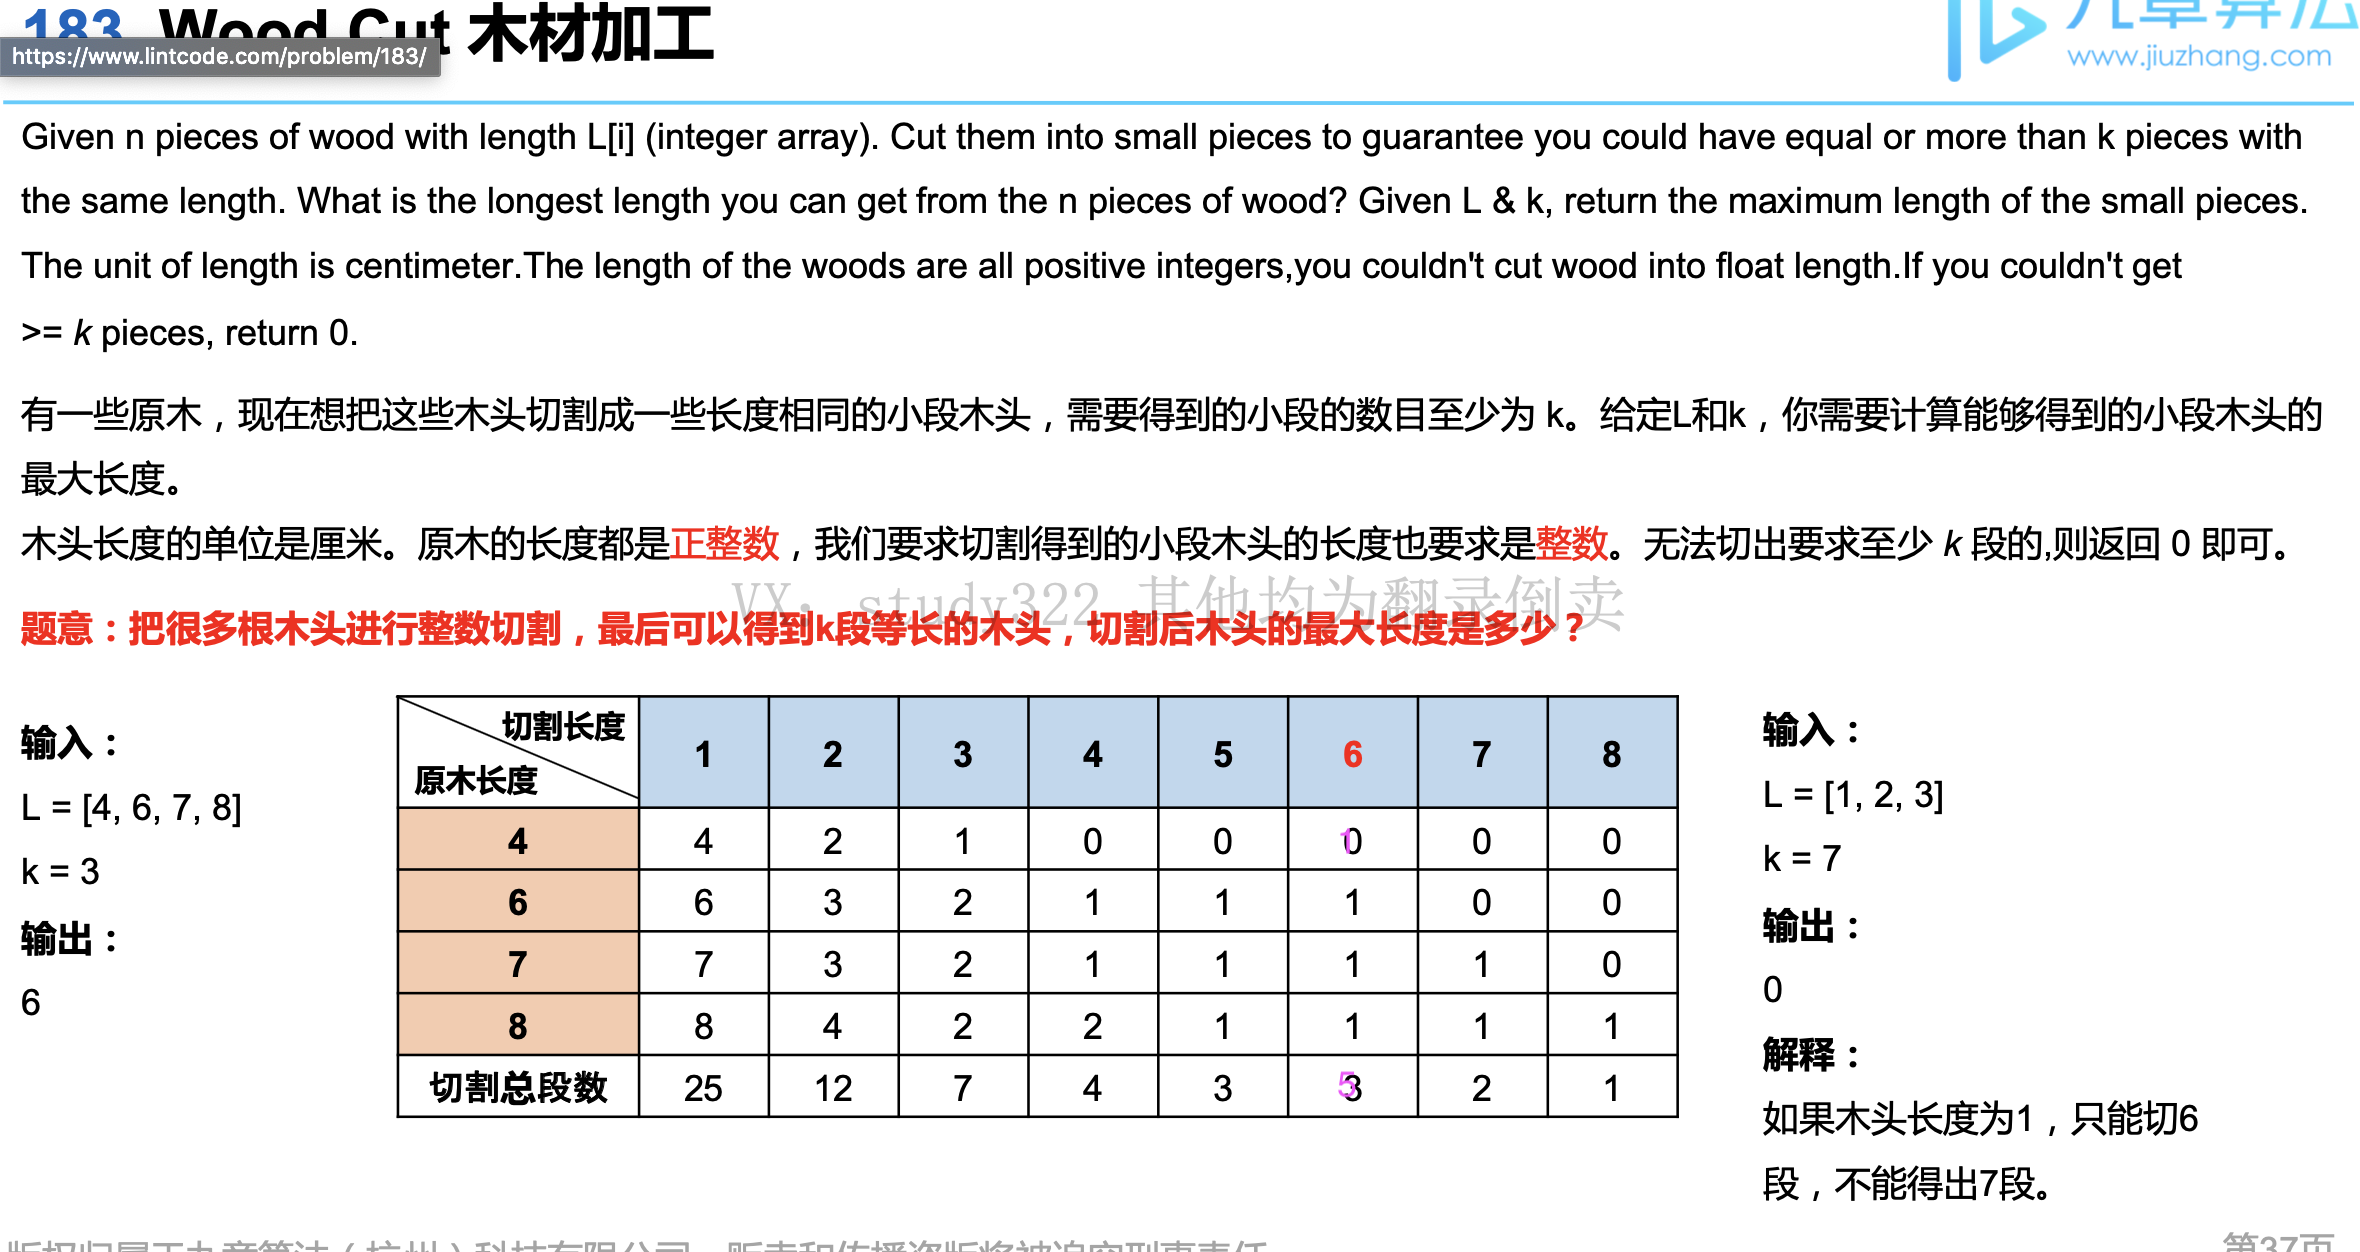 183. Wood Cut 木材加工
https://www.lintcode.com/problem/183/
九章算法
www.jiuzhang.com
Given n pieces of wood with length L[i] (integer array). Cut them into small pieces to guarantee you could have equal or more than k pieces with
the same length. What is the longest length you can get from the n pieces of wood? Given L & k, return the maximum length of the small pieces.
The unit of length is centimeter.The length of the woods are all positive integers,you couldn't cut wood into float length.If you couldn't get
>= k pieces, return 0.
有一些原木，现在想把这些木头切割成一些长度相同的小段木头，需要得到的小段的数目至少为 k。给定L和k，你需要计算能够得到的小段木头的
最大长度。
木头长度的单位是厘米。原木的长度都是正整数，我们要求切割得到的小段木头的长度也要求是整数。无法切出要求至少 k 段的,则返回 0 即可。
VX: study322 其他均为翻录倒卖
题意：把很多根木头进行整数切割，最后可以得到k段等长的木头，切割后木头的最大长度是多少？
输入：
L = [4, 6, 7, 8]
k = 3
输出：
6
切割长度
原木长度
1 2 3 4 5 6 7 8
4 4 2 1 0 0 0 1 0 0
6 6 3 2 1 1 1 0 0
7 7 3 2 1 1 1 1 0
8 8 4 2 2 1 1 1 1
切割总段数 25 12 7 4 3 3 5 2 1
输入：
L = [1, 2, 3]
k = 7
输出：
0
解释：
如果木头长度为1，只能切6
段，不能得出7段。
版权归属于九章算法（杭州）科技有限公司，贩卖和传播盗版将被追究刑事责任
第37页